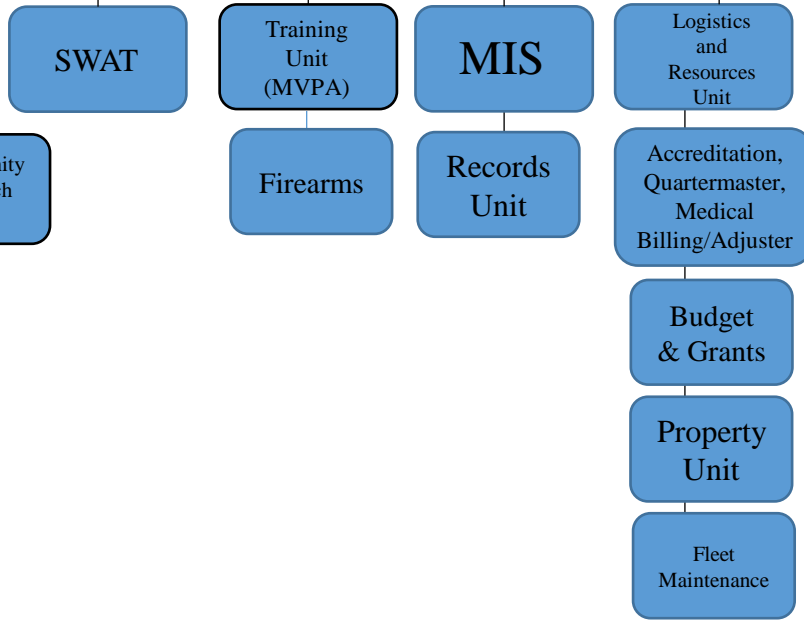 SWAT
Training
Unit
(MVPA)
MIS
Logistics
and
Resources
Unit
Firearms
Records
Unit
Accreditation,
Quartermaster,
Medical
Billing/Adjuster
Budget
& Grants
Property
Unit
Fleet
Maintenance